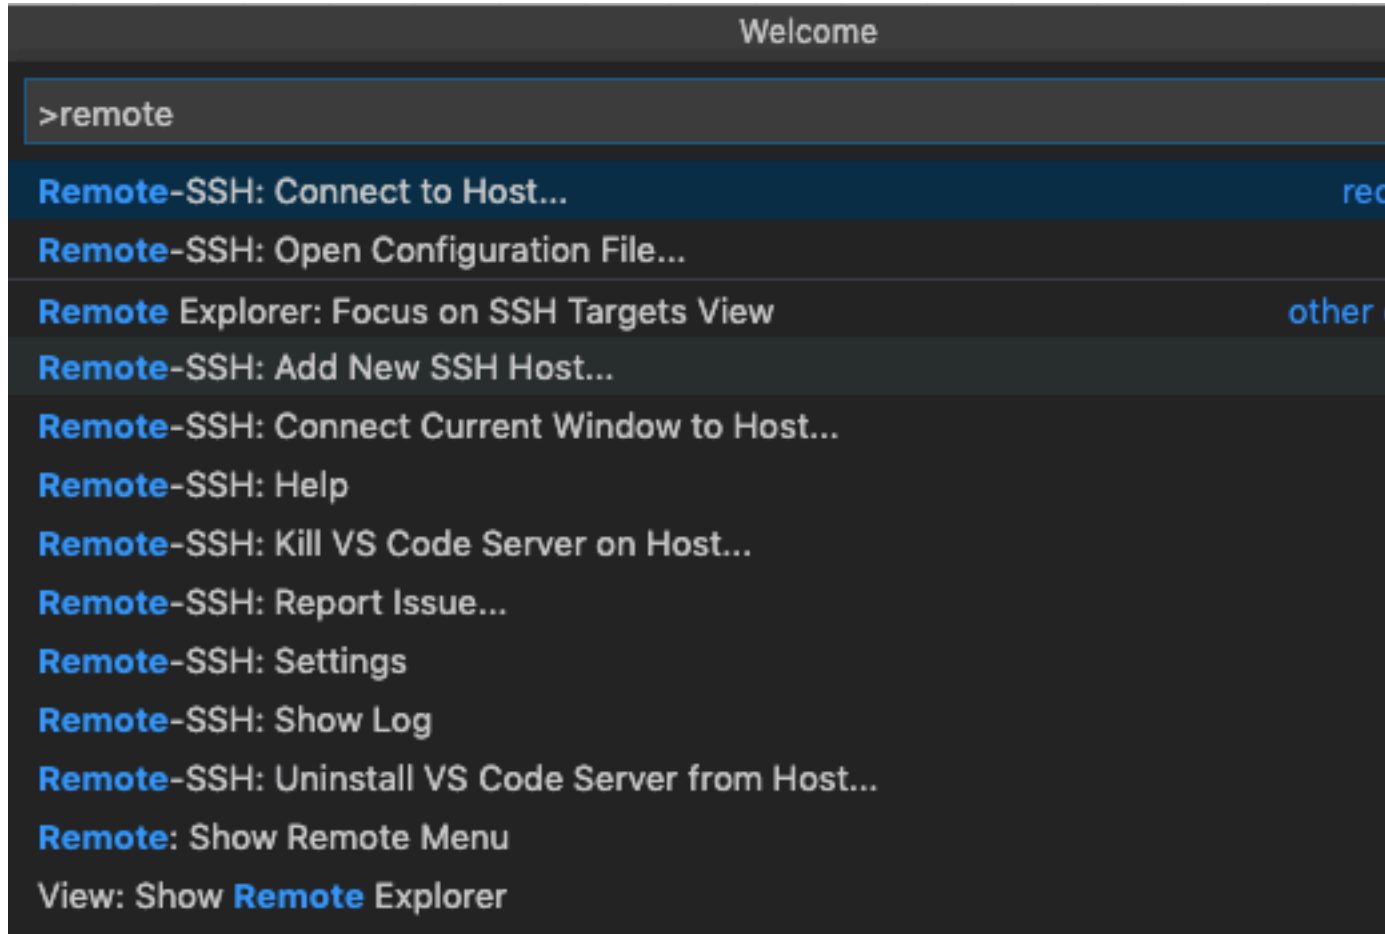 Welcome
>remote
Remote-SSH: Connect to Host...
Remote-SSH: Open Configuration File...
Remote Explorer: Focus on SSH Targets View other
Remote-SSH: Add New SSH Host...
Remote-SSH: Connect Current Window to Host...
Remote-SSH: Help
Remote-SSH: Kill VS Code Server on Host...
Remote-SSH: Report Issue...
Remote-SSH: Settings
Remote-SSH: Show Log
Remote-SSH: Uninstall VS Code Server from Host...
Remote: Show Remote Menu
View: Show Remote Explorer